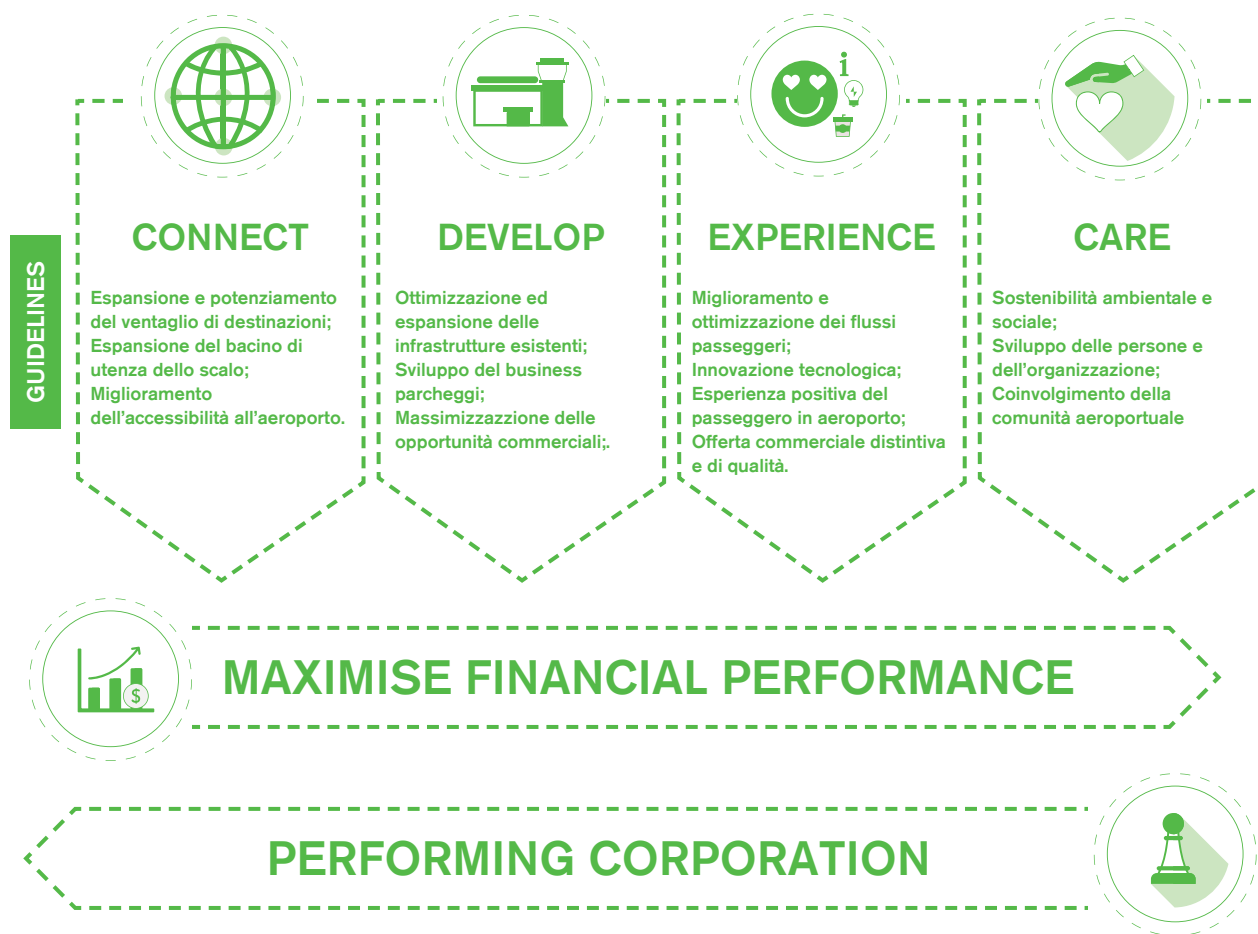 GUIDELINES
CONNECT
Espansione e potenziamento
del ventaglio di destinazioni;
Espansione del bacino di
utenza dello scalo;
Miglioramento
dell'accessibilità all'aeroporto.
DEVELOP
Ottimizzazione ed
espansione delle
infrastrutture esistenti;
Sviluppo del business
parcheggi;
Massimizzazzione delle
opportunità commerciali;.
EXPERIENCE
Miglioramento e
ottimizzazione dei flussi
passeggeri;
Innovazione tecnologica;
Esperienza positiva del
passeggero in aeroporto;
Offerta commerciale distintiva
e di qualità.
i
CARE
Sostenibilità ambientale e
sociale;
Sviluppo delle persone e
dell'organizzazione;
Coinvolgimento della
comunità aeroportuale
$
MAXIMISE FINANCIAL PERFORMANCE
PERFORMING CORPORATION